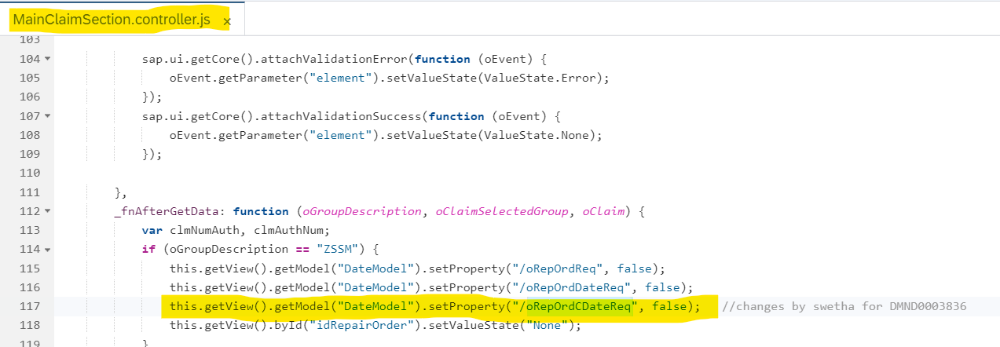 MainClaimSection.controller.js ×
103
104 sap.ui.getCore().attachValidationError(function (oEvent) {
105 oEvent.getParameter("element").setValueState(ValueState.Error);
106 });
107 sap.ui.getCore().attachValidationSuccess(function (oEvent) {
108 oEvent.getParameter("element").setValueState(ValueState.None);
109 });
110
111 },
112 _fnAfterGetData: function (oGroupDescription, oClaimSelectedGroup, oClaim) {
113 var clmNumAuth, clmAuthNum;
114 if (oGroupDescription == "ZSSM") {
115 this.getView().getModel("DateModel").setProperty("/oRepOrdReq", false);
116 this.getView().getModel("DateModel").setProperty("/oRepOrdDateReq", false);
117 this.getView().getModel("DateModel").setProperty("/oRepOrdCDateReq", false); //changes by swetha for DMND0003836
118 this.getView().byId("idRepairOrder").setValueState("None");
119 }